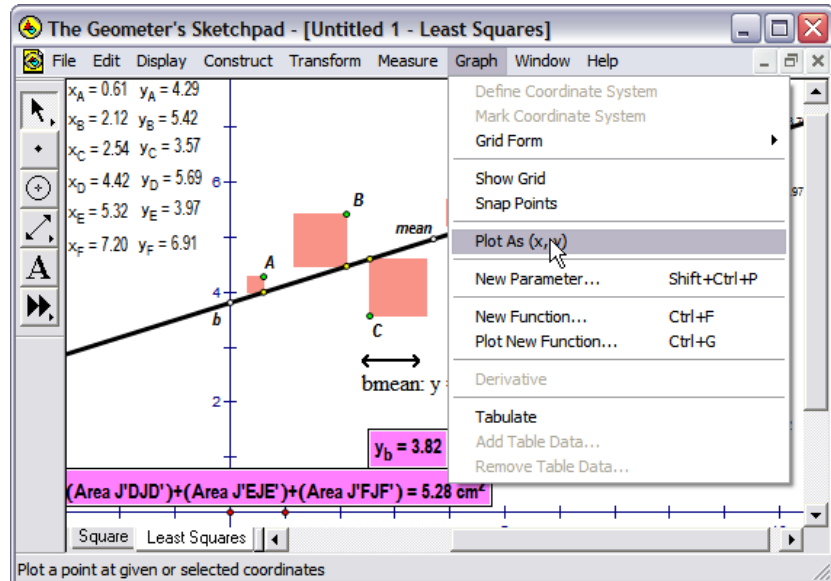 The Geometer's Sketchpad - [Untitled 1 - Least Squares]
File Edit Display Construct Transform Measure Graph Window Help
xA = 0.61 yA = 4.29
xB = 2.12 yB = 5.42
xC = 2.54 yC = 3.57
xD = 4.42 yD = 5.69
xE = 5.32 yE = 3.97
xF = 7.20 yF = 6.91
6
4
2
A
B
C
b
mean
bmean: y =
yb = 3.82
(Area J'DJD')+(Area J'EJE')+(Area J'FJF') = 5.28 cm²
Define Coordinate System
Mark Coordinate System
Grid Form
Show Grid
Snap Points
Plot As (x, y)
New Parameter... Shift+Ctrl+P
New Function... Ctrl+F
Plot New Function... Ctrl+G
Derivative
Tabulate
Add Table Data...
Remove Table Data...
97
A
Square Least Squares
Plot a point at given or selected coordinates